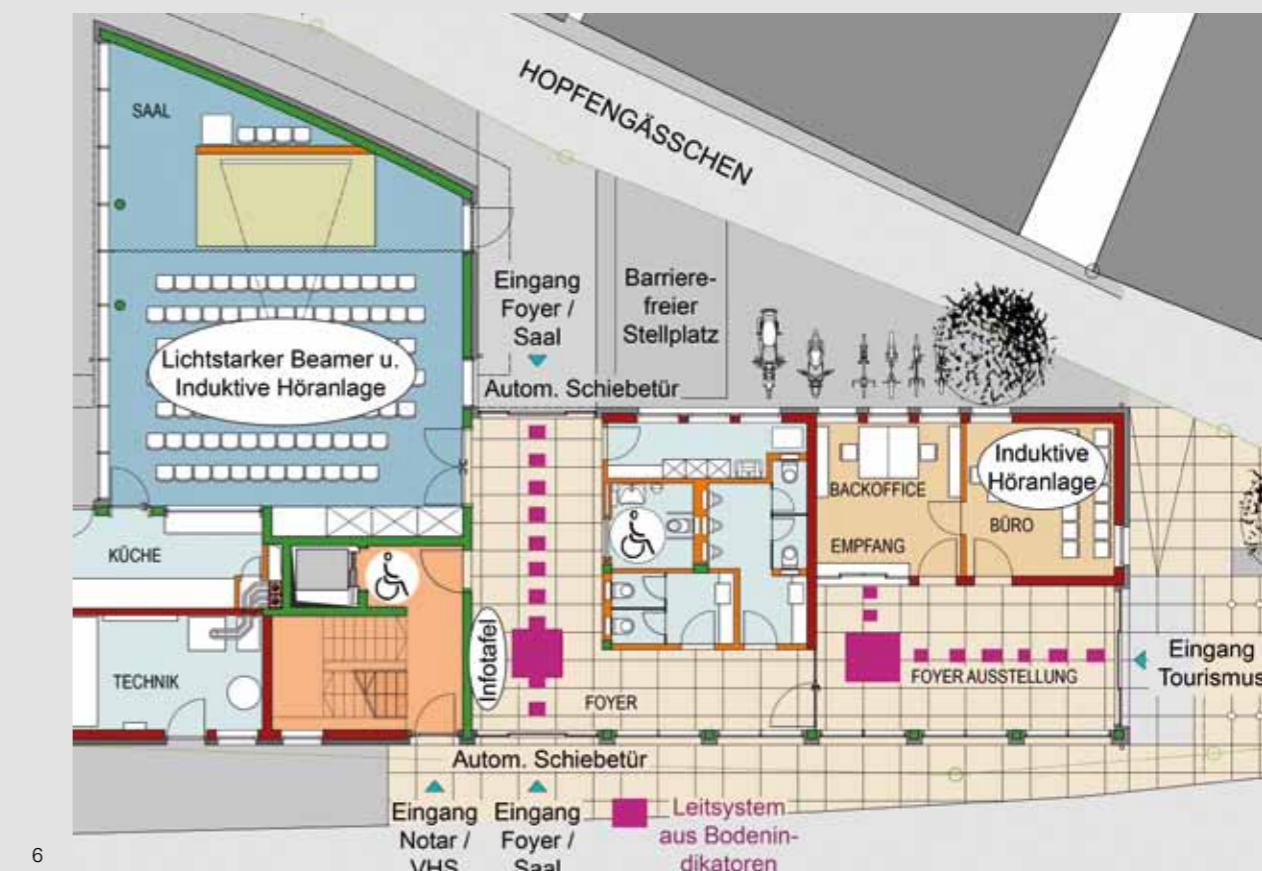 HOPFENGÄSSCHEN
SAAL
Eingang
Foyer /
Saal
Barriere-
freier
Stellplatz
Lichtstarker Beamer u.
Induktive Höranlage
Autom. Schiebetür
Induktive
Höranlage
BACKOFFICE
BÜRO
EMPFANG
KÜCHE
Infotafel
TECHNIK
FOYER
FOYER AUSSTELLUNG
Eingang
Tourismus
Autom. Schiebetür
Eingang
Notar /
VHS
Eingang
Foyer /
Saal
Leitsystem
aus Bodenin-
dikatoren
6